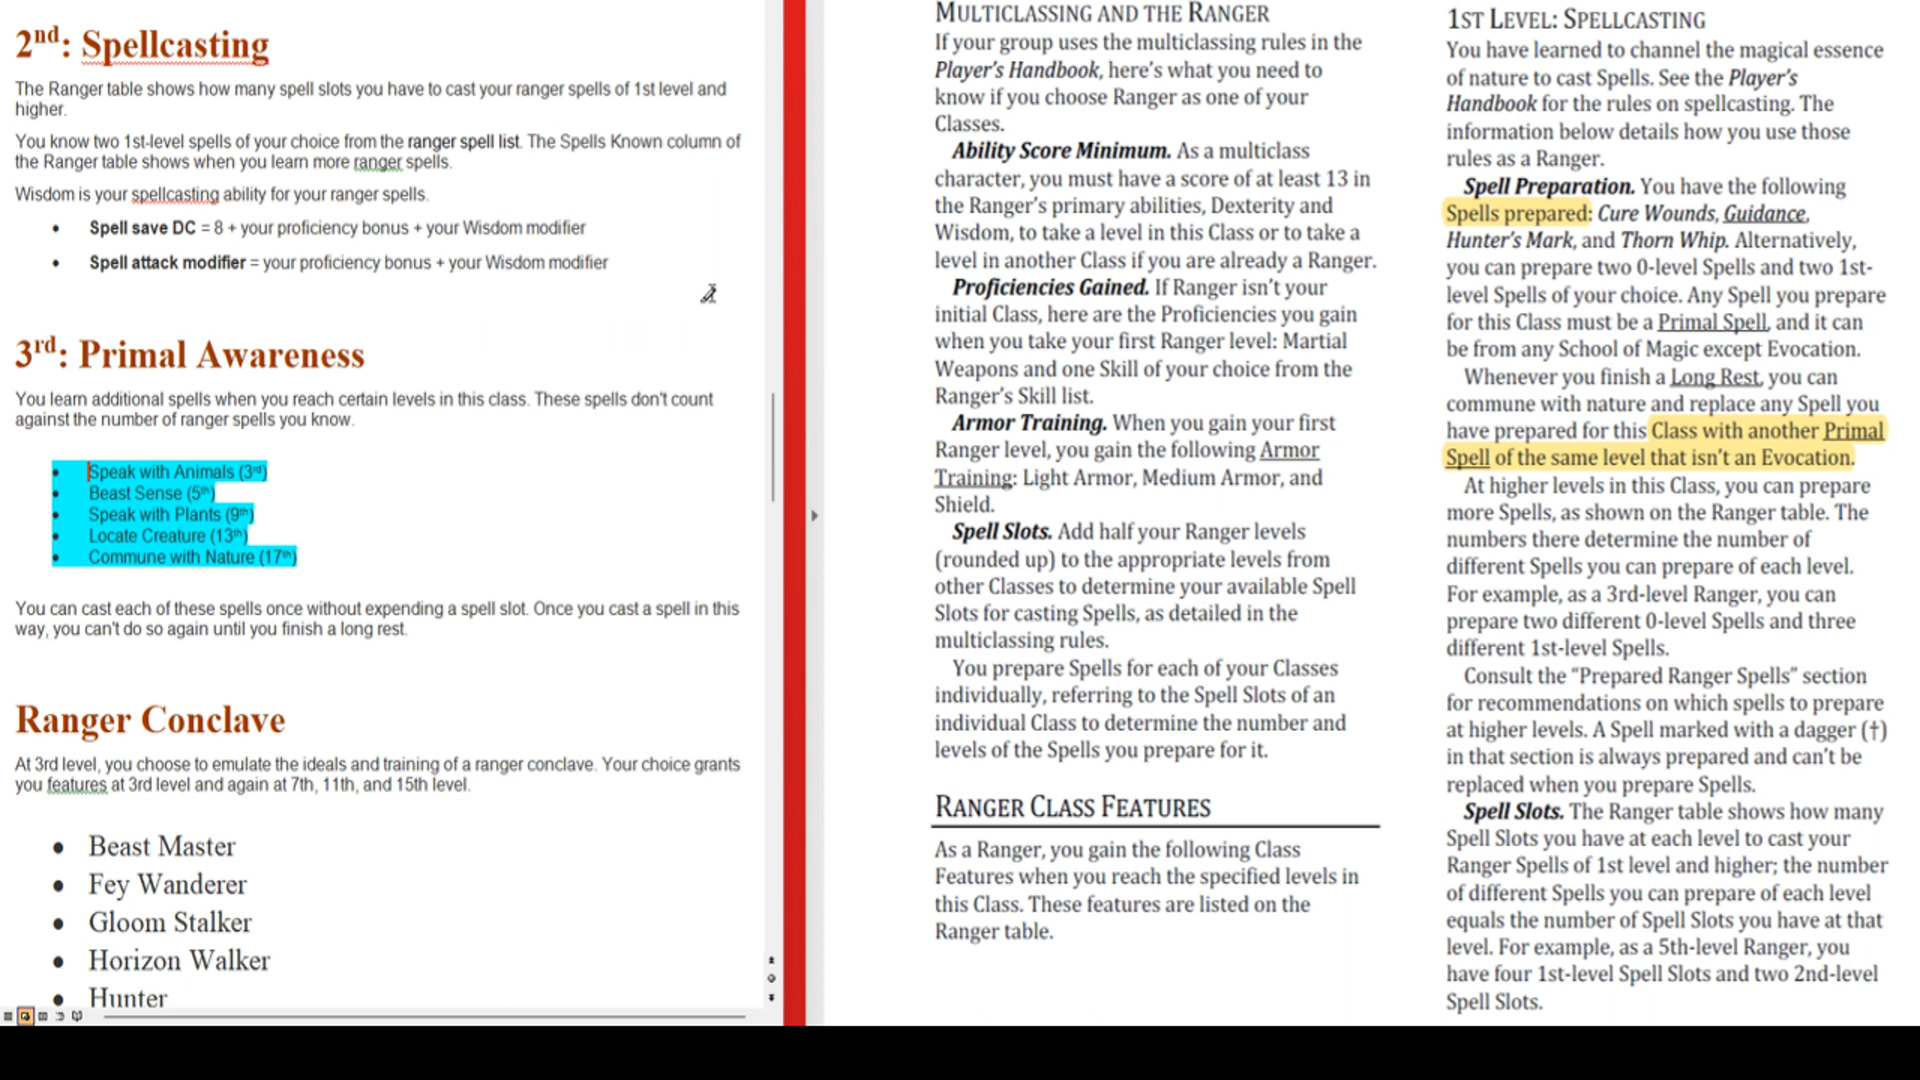 2nd: Spellcasting
The Ranger table shows how many spell slots you have to cast your ranger spells of 1st level and
higher.
You know two 1st-level spells of your choice from the ranger spell list. The Spells Known column of
the Ranger table shows when you learn more ranger spells.
Wisdom is your spellcasting ability for your ranger spells.
• Spell save DC = 8 + your proficiency bonus + your Wisdom modifier
• Spell attack modifier = your proficiency bonus + your Wisdom modifier
3rd: Primal Awareness
You learn additional spells when you reach certain levels in this class. These spells don't count
against the number of ranger spells you know.
• Speak with Animals (3rd)
• Beast Sense (5th)
• Speak with Plants (9th)
• Locate Creature (13th)
• Commune with Nature (17th)
You can cast each of these spells once without expending a spell slot. Once you cast a spell in this
way, you can't do so again until you finish a long rest.
Ranger Conclave
At 3rd level, you choose to emulate the ideals and training of a ranger conclave. Your choice grants
you features at 3rd level and again at 7th, 11th, and 15th level.
• Beast Master
• Fey Wanderer
• Gloom Stalker
• Horizon Walker
• Hunter
MULTICLASSING AND THE RANGER
If your group uses the multiclassing rules in the
Player's Handbook, here's what you need to
know if you choose Ranger as one of your
Classes.
Ability Score Minimum. As a multiclass
character, you must have a score of at least 13 in
the Ranger's primary abilities, Dexterity and
Wisdom, to take a level in this Class or to take a
level in another Class if you are already a Ranger.
Proficiencies Gained. If Ranger isn't your
initial Class, here are the Proficiencies you gain
when you take your first Ranger level: Martial
Weapons and one Skill of your choice from the
Ranger's Skill list.
Armor Training. When you gain your first
Ranger level, you gain the following Armor
Training: Light Armor, Medium Armor, and
Shield.
Spell Slots. Add half your Ranger levels
(rounded up) to the appropriate levels from
other Classes to determine your available Spell
Slots for casting Spells, as detailed in the
multiclassing rules.
You prepare Spells for each of your Classes
individually, referring to the Spell Slots of an
individual Class to determine the number and
levels of the Spells you prepare for it.
RANGER CLASS FEATURES
As a Ranger, you gain the following Class
Features when you reach the specified levels in
this Class. These features are listed on the
Ranger table.
1ST LEVEL: SPELLCASTING
You have learned to channel the magical essence
of nature to cast Spells. See the Player's
Handbook for the rules on spellcasting. The
information below details how you use those
rules as a Ranger.
Spell Preparation. You have the following
Spells prepared: Cure Wounds, Guidance,
Hunter's Mark, and Thorn Whip. Alternatively,
you can prepare two 0-level Spells and two 1st-
level Spells of your choice. Any Spell you prepare
for this Class must be a Primal Spell, and it can
be from any School of Magic except Evocation.
Whenever you finish a Long Rest, you can
commune with nature and replace any Spell you
have prepared for this Class with another Primal
Spell of the same level that isn't an Evocation.
At higher levels in this Class, you can prepare
more Spells, as shown on the Ranger table. The
numbers there determine the number of
different Spells you can prepare of each level.
For example, as a 3rd-level Ranger, you can
prepare two different 0-level Spells and three
different 1st-level Spells.
Consult the “Prepared Ranger Spells” section
for recommendations on which spells to prepare
at higher levels. A Spell marked with a dagger (†)
in that section is always prepared and can't be
replaced when you prepare Spells.
Spell Slots. The Ranger table shows how many
Spell Slots you have at each level to cast your
Ranger Spells of 1st level and higher; the number
of different Spells you can prepare of each level
equals the number of Spell Slots you have at that
level. For example, as a 5th-level Ranger, you
have four 1st-level Spell Slots and two 2nd-level
Spell Slots.